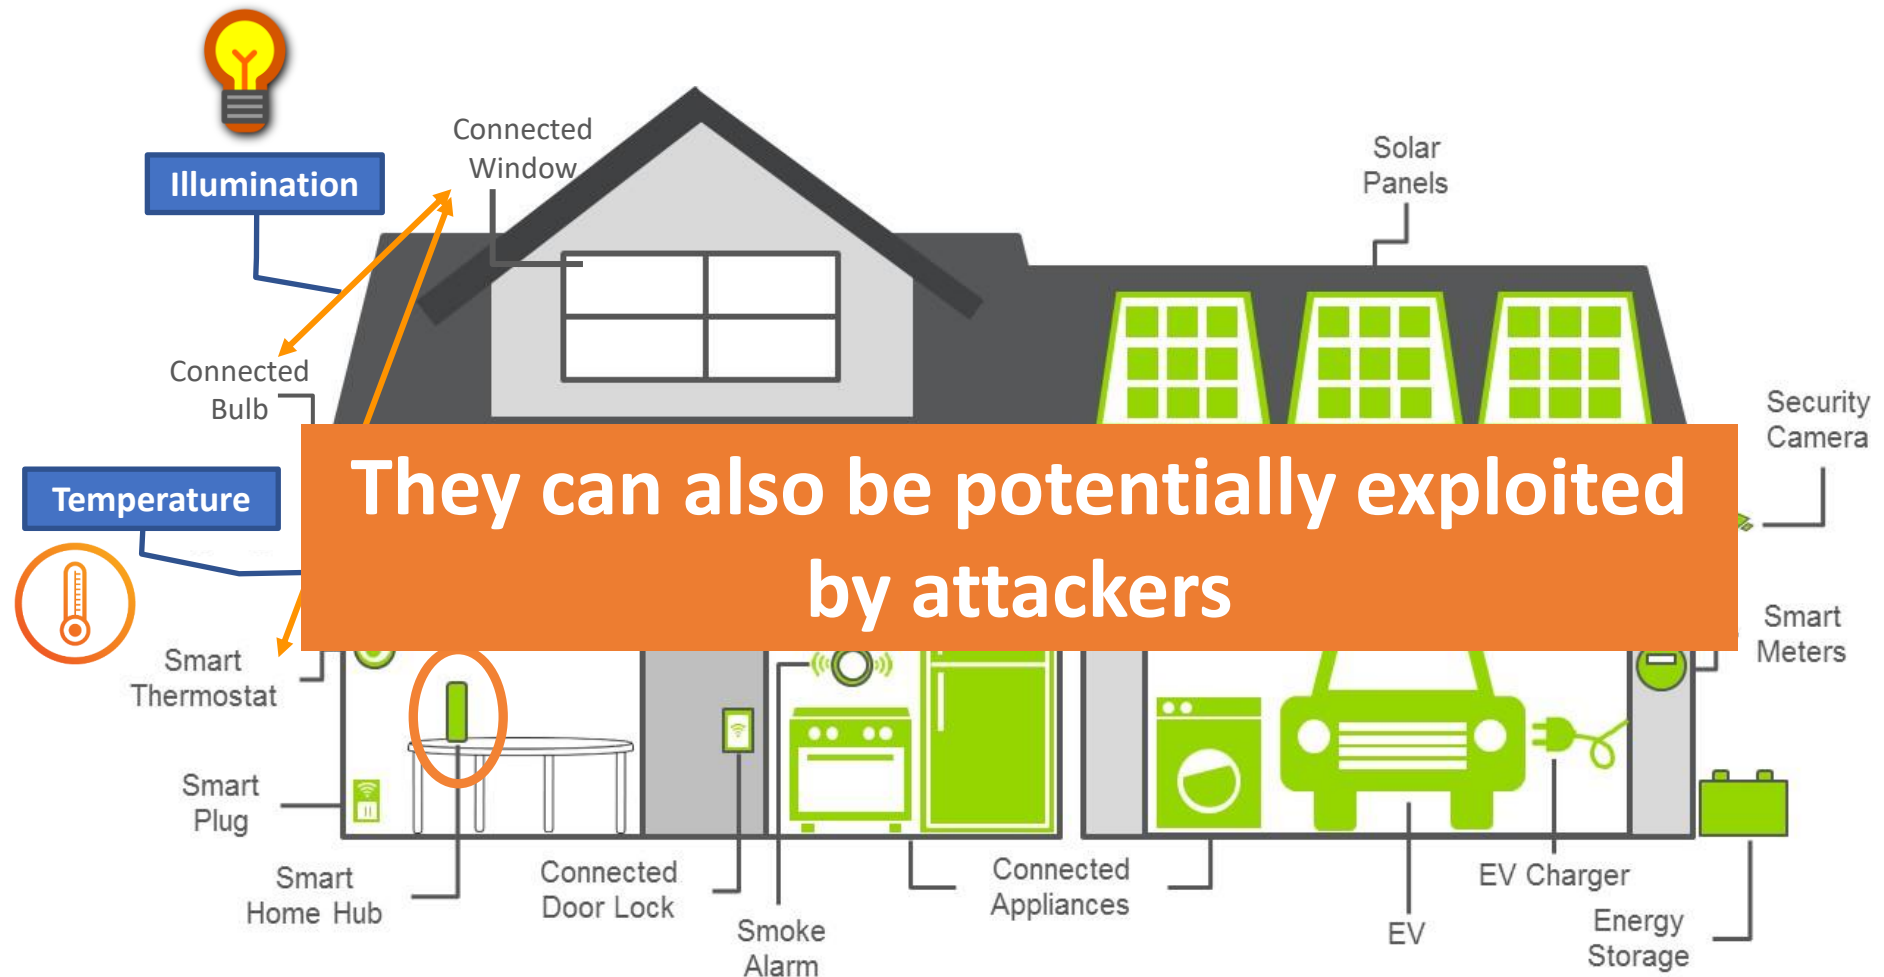 Connected
Window
Illumination
Solar
Panels
Connected
Bulb
Security
Camera
Temperature
They can also be potentially exploited
by attackers
Smart
Thermostat
Smart
Meters
Smart
Plug
Smart
Home Hub
Connected
Door Lock
Smoke
Alarm
Connected
Appliances
EV
EV Charger
Energy
Storage